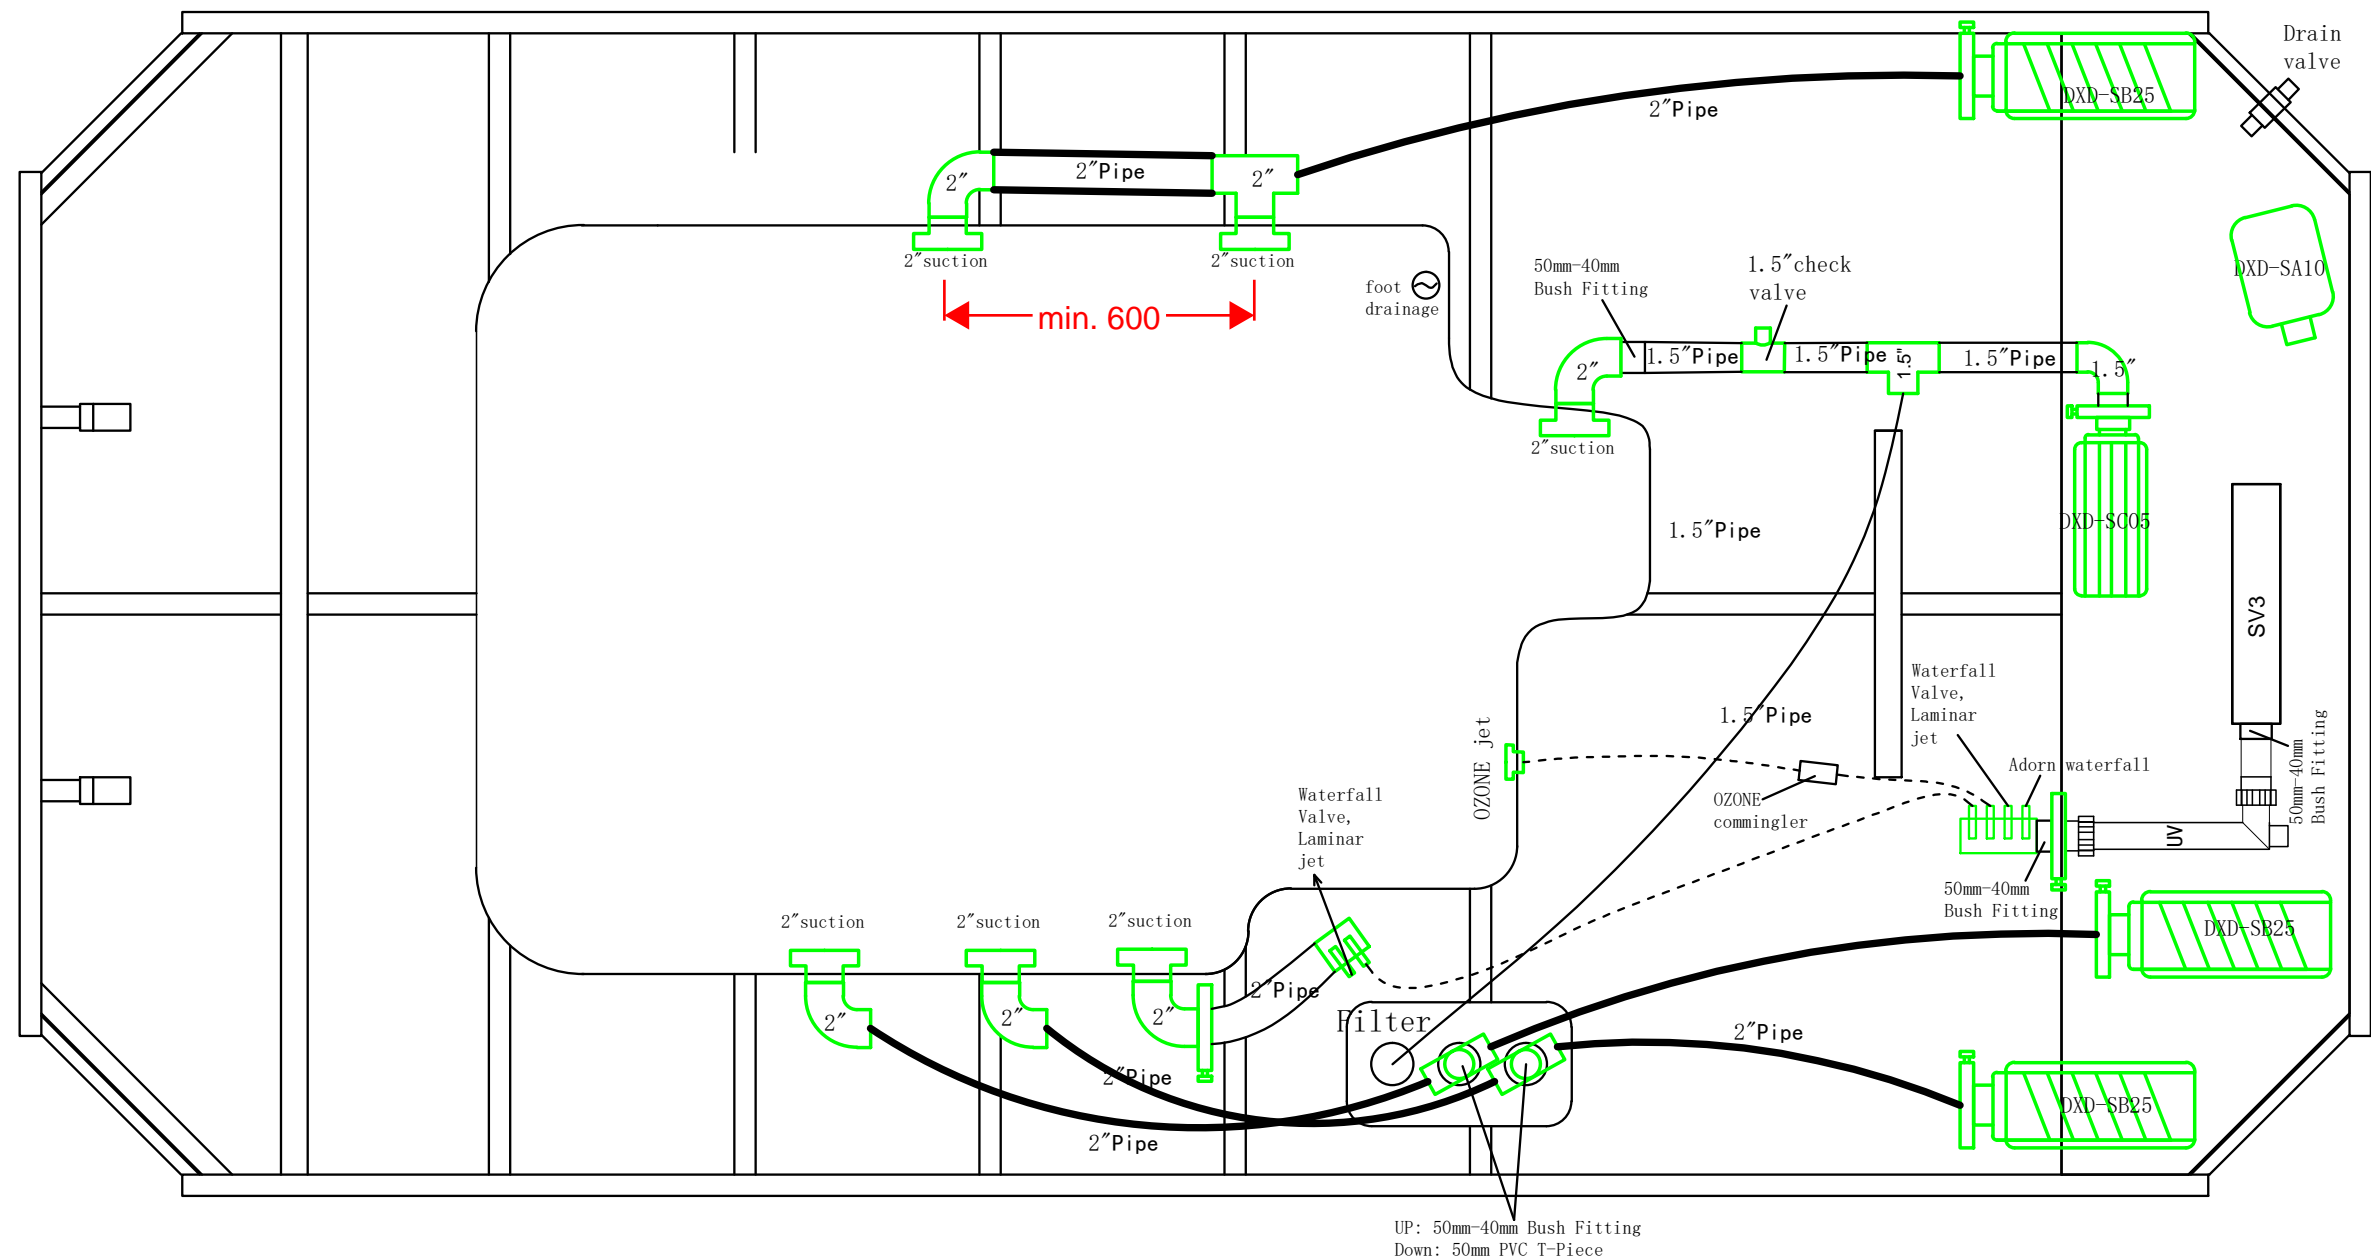 Drain
valve
DXD-SB25
2"Pipe
2"
2"Pipe
2"
2"suction
2"suction
min. 600
foot
drainage
50mm-40mm
Bush Fitting
1.5"check
valve
DXD-SA10
2"
1.5"Pipe
1.5"Pipe
1.5"
1.5"Pipe
1.5"
2"suction
1.5"Pipe
DXD-SC05
SV3
Waterfall
Valve,
Laminar
jet
1.5"Pipe
OZONE jet
Adorn waterfall
50mm-40mm
Bush Fitting
OZONE
commingler
Waterfall
Valve,
Laminar
jet
UV
50mm-40mm
Bush Fitting
2"suction
2"suction
2"suction
DXD-SB25
2"Pipe
2"
2"
2"
Filter
2"Pipe
2"Pipe
DXD-SB25
2"Pipe
UP: 50mm-40mm Bush Fitting
Down: 50mm PVC T-Piece